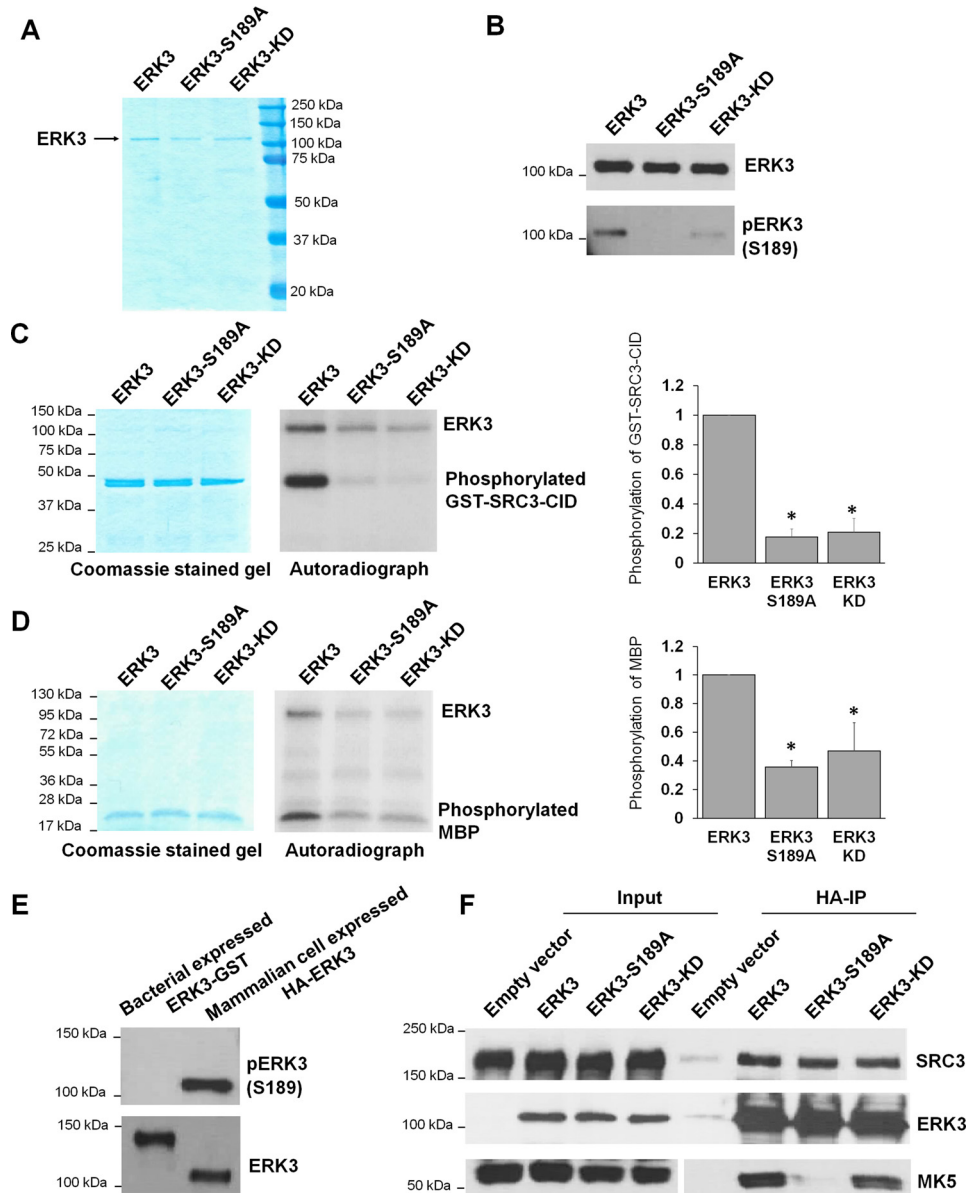 A
ERK3
ERK3-S189A
ERK3-KD
ERK3
250 kDa
150 kDa
100 kDa
75 kDa
50 kDa
37 kDa
20 kDa
B
ERK3
ERK3-S189A
ERK3-KD
100 kDa
ERK3
100 kDa
pERK3
(S189)
C
ERK3
ERK3-S189A
ERK3-KD
150 kDa
100 kDa
75 kDa
50 kDa
37 kDa
25 kDa
Coomassie stained gel
ERK3
ERK3-S189A
ERK3-KD
ERK3
Phosphorylated
GST-SRC3-CID
Autoradiograph
Phosphorylation of GST-SRC3-CID
1.2
1
0.8
0.6
0.4
0.2
0
*
*
ERK3
ERK3
S189A
ERK3
KD
D
ERK3
ERK3-S189A
ERK3-KD
130 kDa
95 kDa
72 kDa
55 kDa
36 kDa
28 kDa
17 kDa
Coomassie stained gel
ERK3
ERK3-S189A
ERK3-KD
ERK3
Phosphorylated
MBP
Autoradiograph
Phosphorylation of MBP
1.2
1
0.8
0.6
0.4
0.2
0
*
*
ERK3
ERK3
S189A
ERK3
KD
E
Bacterial expressed
ERK3-GST
Mammalian cell expressed
HA-ERK3
150 kDa
100 kDa
pERK3
(S189)
150 kDa
100 kDa
ERK3
F
Input
HA-IP
Empty vector
ERK3
ERK3-S189A
ERK3-KD
Empty vector
ERK3
ERK3-S189A
ERK3-KD
250 kDa
150 kDa
SRC3
100 kDa
ERK3
50 kDa
MK5